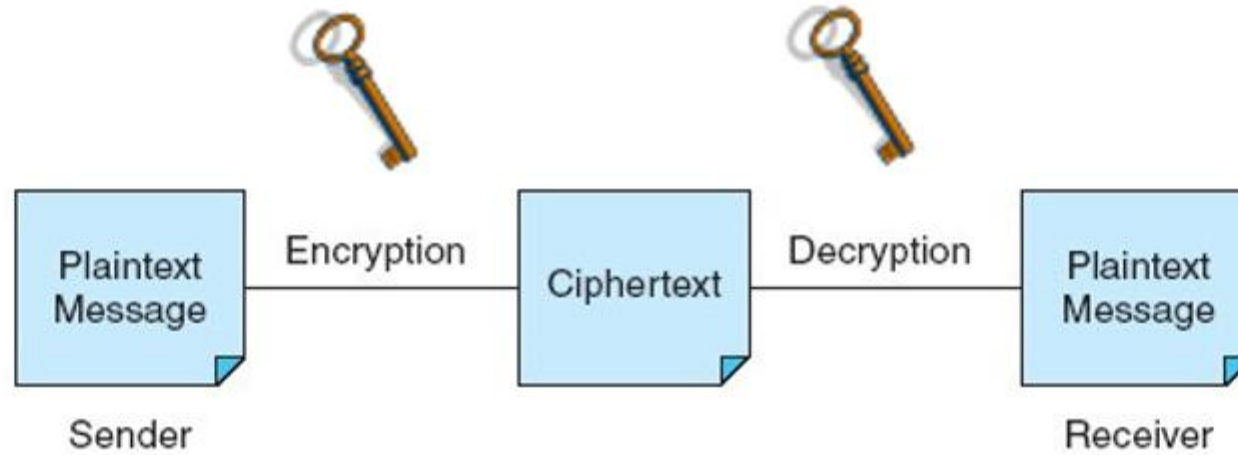 Plaintext
Message
Encryption
Ciphertext
Decryption
Plaintext
Message
Sender
Receiver